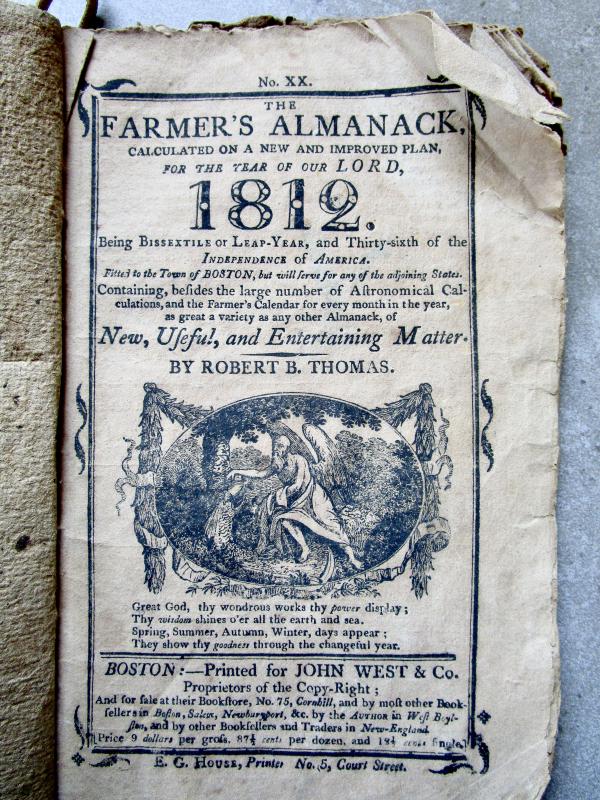 No. XX.
THE
FARMER'S ALMANACK,
CALCULATED ON A NEW AND IMPROVED PLAN,
FOR THE YEAR OF OUR LORD,
1812.
Being Bissextile or Leap-Year, and Thirty-sixth of the
Independence of America.
Fitted to the Town of BOSTON, but will serve for any of the adjoining States.
Containing, beſides the large number of Aſtronomical Cal-
culations, and the Farmer's Calendar for every month in the year,
as great a variety as any other Almanack, of
New, Uſeful, and Entertaining Matter.
BY ROBERT B. THOMAS.
Great God, thy wondrous works thy power display;
Thy wisdom shines o'er all the earth and sea.
Spring, Summer, Autumn, Winter, days appear;
They show thy goodness through the changeful year.
BOSTON:—Printed for JOHN WEST & Co.
Proprietors of the Copy-Right;
And for ſale at their Bookſtore, No. 75, Cornhill, and by moſt other Book-
ſellers in Boſton, Salem, Newburyport, &c. by the Author in Weſt Boyl-
ſton, and by other Bookſellers and Traders in New-England.
[Price 9 dollars per groſs, 87½ cents per dozen, and 12½ cents ſingle.]
E. G. House, Printer No. 5, Court Street.